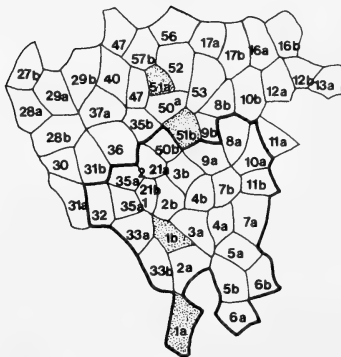 56 17a 16a 16b
47 57b 17b
27b 29b 40 52 12b 13a
29a 51a 53 12a
28a 37a 47 50a 8b 10b
35b 51b 9b
28b 36 50b 8a 11a
30 31b 2 21a 9a 10a
35a 3b 11b
31a 32 35a 21b 4b 7b
1 2b
33a 3a 4a 7a
1b
33b 2a 5a
5b 6b
1a 6a